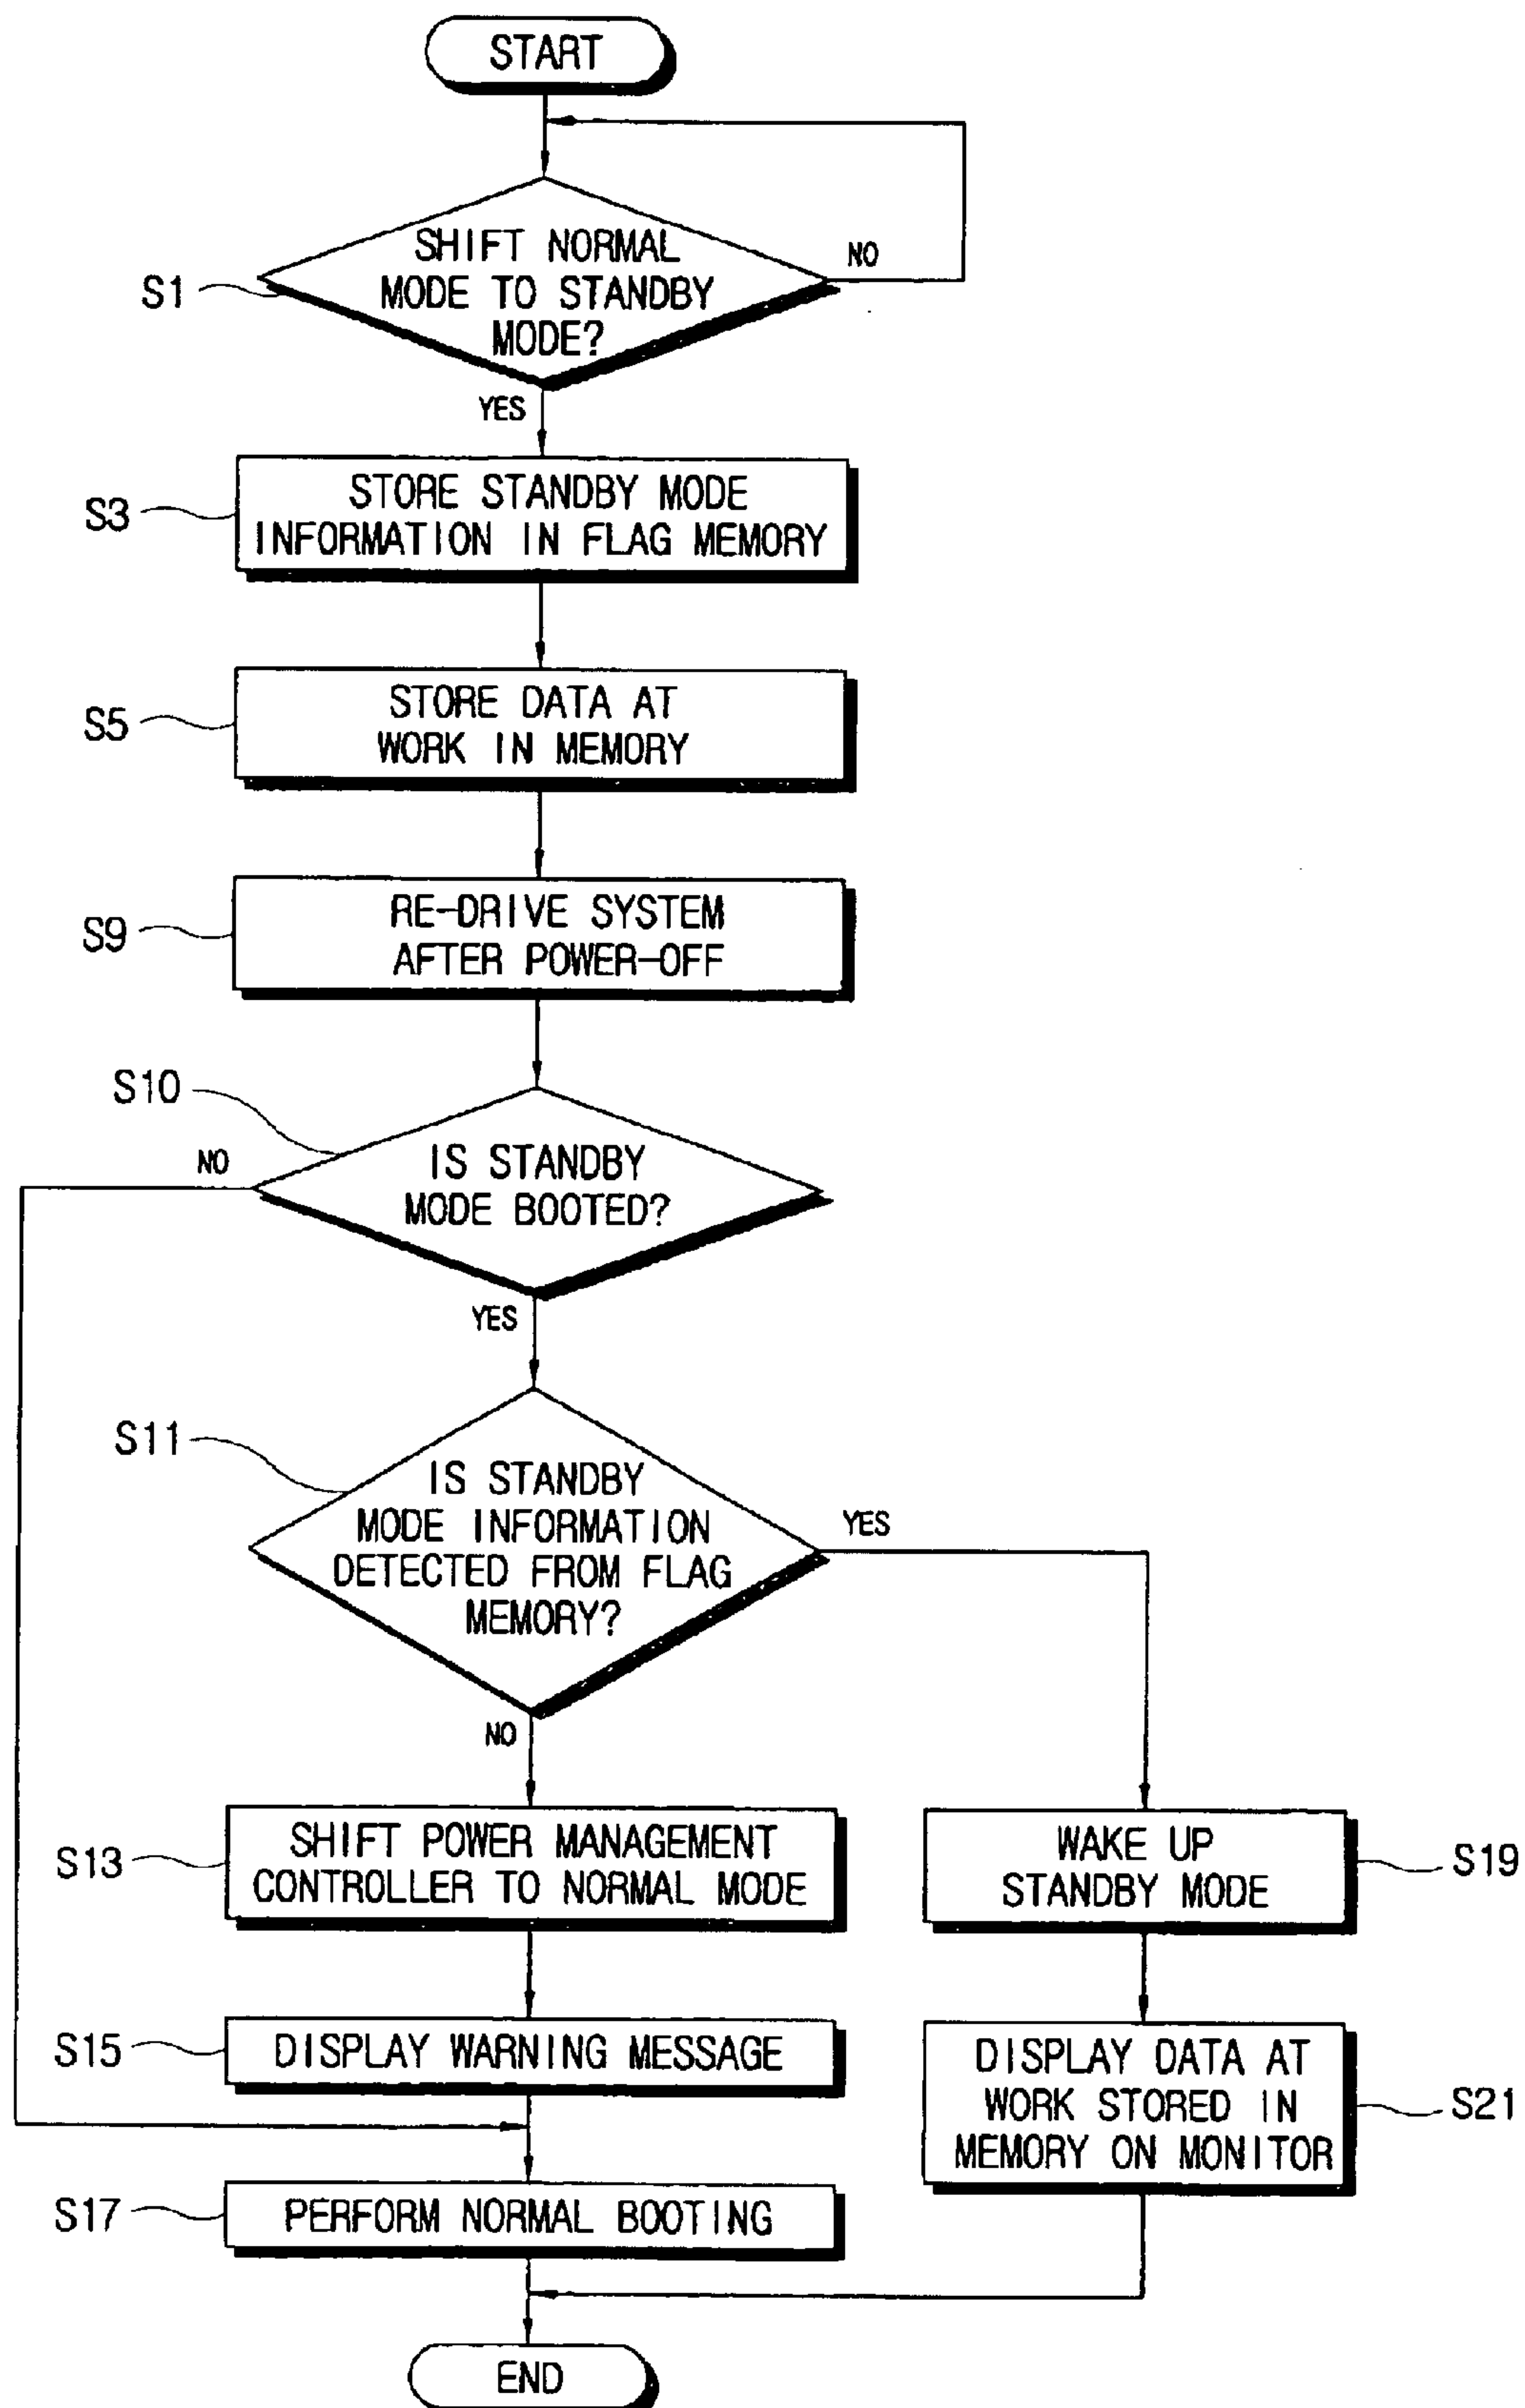 START
SHIFT NORMAL
MODE TO STANDBY
MODE?
S1
NO
YES
STORE STANDBY MODE
INFORMATION IN FLAG MEMORY
S3
STORE DATA AT
WORK IN MEMORY
S5
RE-DRIVE SYSTEM
AFTER POWER-OFF
S9
S10
NO
IS STANDBY
MODE BOOTED?
YES
S11
IS STANDBY
MODE INFORMATION
DETECTED FROM FLAG
MEMORY?
YES
NO
SHIFT POWER MANAGEMENT
CONTROLLER TO NORMAL MODE
S13
WAKE UP
STANDBY MODE
S19
S15
DISPLAY WARNING MESSAGE
DISPLAY DATA AT
WORK STORED IN
MEMORY ON MONITOR
S21
S17
PERFORM NORMAL BOOTING
END